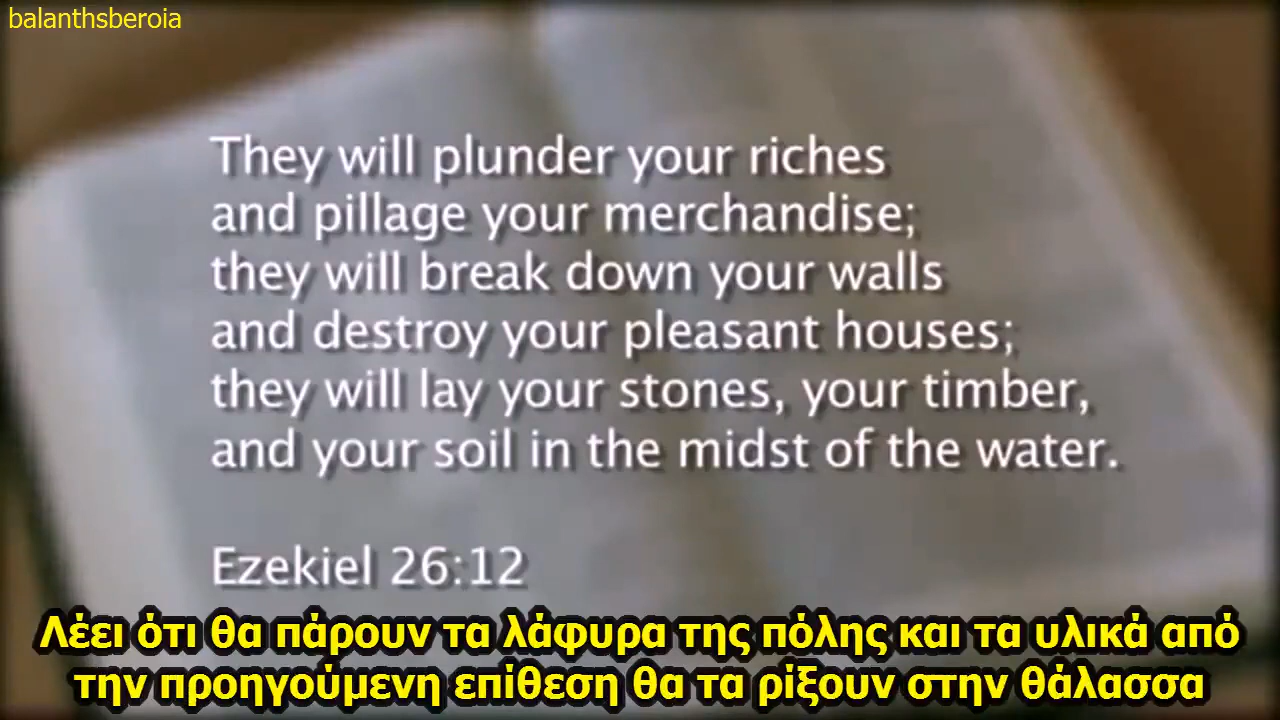 balanthsberoia
They will plunder your riches
and pillage your merchandise;
they will break down your walls
and destroy your pleasant houses;
they will lay your stones, your timber,
and your soil in the midst of the water.
Ezekiel 26:12
Λέει ότι θα πάρουν τα λάφυρα της πόλης και τα υλικά από
την προηγούμενη επίθεση θα τα ρίξουν στην θάλασσα